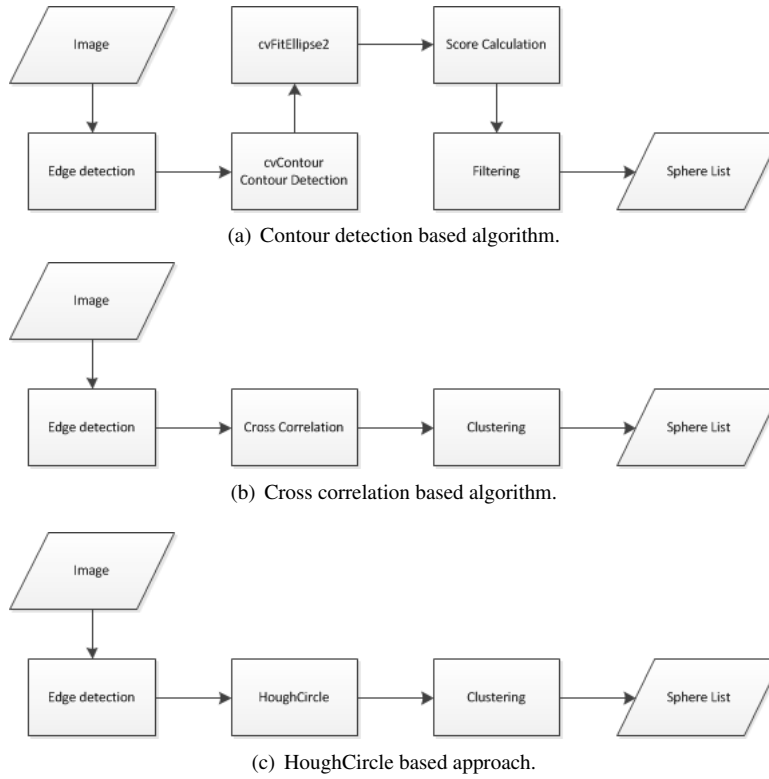 Image
cvFitEllipse2
Score Calculation
Edge detection
cvContour
Contour Detection
Filtering
Sphere List
(a) Contour detection based algorithm.
Image
Edge detection
Cross Correlation
Clustering
Sphere List
(b) Cross correlation based algorithm.
Image
Edge detection
HoughCircle
Clustering
Sphere List
(c) HoughCircle based approach.